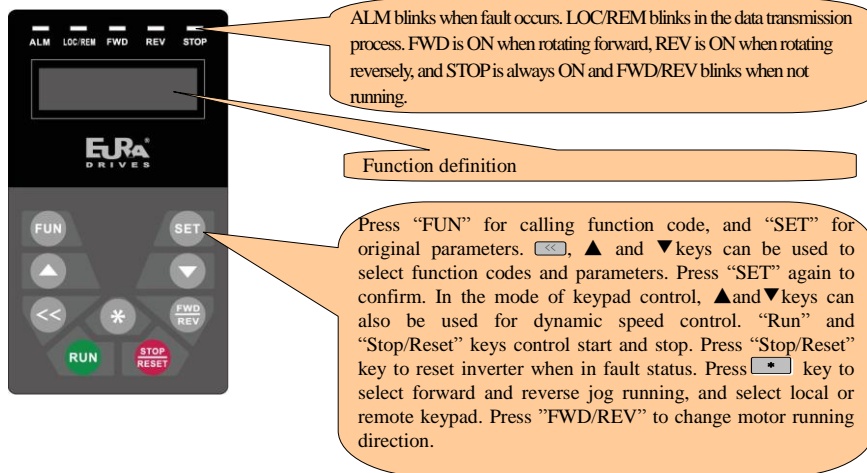 ALM LOC/REM FWD REV STOP
EURA®
DRIVES
FUN SET
▲ ▼
<< * FWD
REV
RUN STOP
RESET
ALM blinks when fault occurs. LOC/REM blinks in the data transmission
process. FWD is ON when rotating forward, REV is ON when rotating
reversely, and STOP is always ON and FWD/REV blinks when not
running.
Function definition
Press “FUN” for calling function code, and “SET” for
original parameters. <<, ▲ and ▼keys can be used to
select function codes and parameters. Press “SET” again to
confirm. In the mode of keypad control, ▲and▼keys can
also be used for dynamic speed control. “Run” and
“Stop/Reset” keys control start and stop. Press “Stop/Reset”
key to reset inverter when in fault status. Press * key to
select forward and reverse jog running, and select local or
remote keypad. Press "FWD/REV" to change motor running
direction.